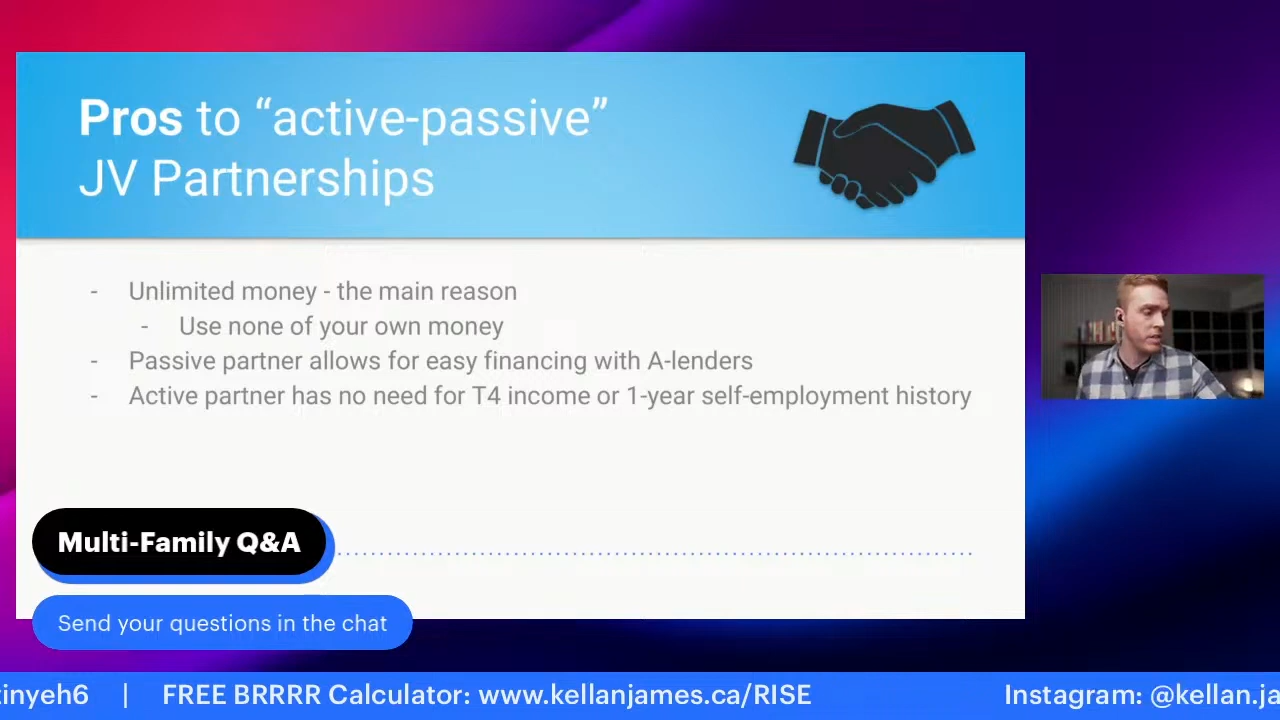 Pros to “active-passive”
JV Partnerships
- Unlimited money - the main reason
- Use none of your own money
- Passive partner allows for easy financing with A-lenders
- Active partner has no need for T4 income or 1-year self-employment history
Multi-Family Q&A
Send your questions in the chat
tinyeh6 | FREE BRRRR Calculator: www.kellanjames.ca/RISE Instagram: @kellan.ja